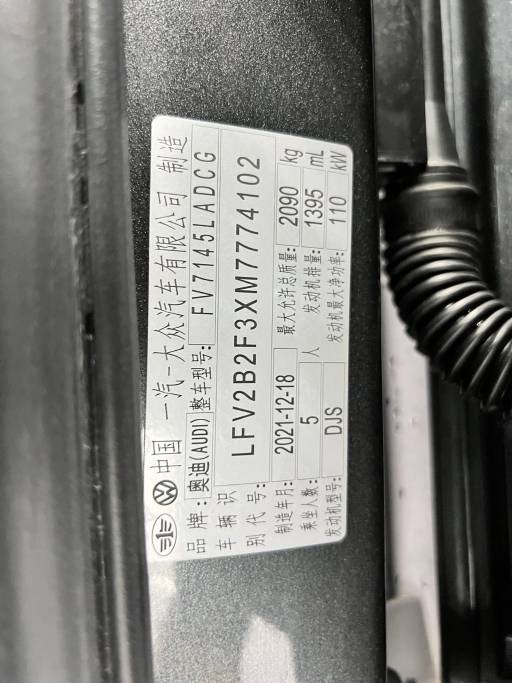 中国 一汽-大众汽车有限公司 制造
品牌：奥迪(AUDI) 整车型号：FV7145LADCG
车辆识别代号：LFV2B2F3XM7774102
制造年月：2021-12-18 最大允许总质量：2090 kg
乘坐人数：5 人 发动机排量：1395 mL
发动机型号：DJS 发动机最大净功率：110 kW